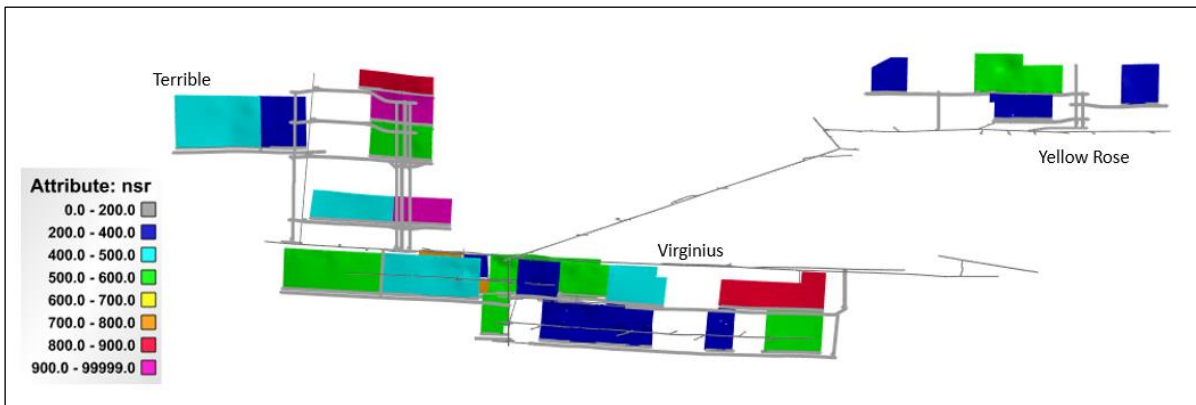 Terrible
Yellow Rose
Virginius
Attribute: nsr
0.0 - 200.0
200.0 - 400.0
400.0 - 500.0
500.0 - 600.0
600.0 - 700.0
700.0 - 800.0
800.0 - 900.0
900.0 - 99999.0